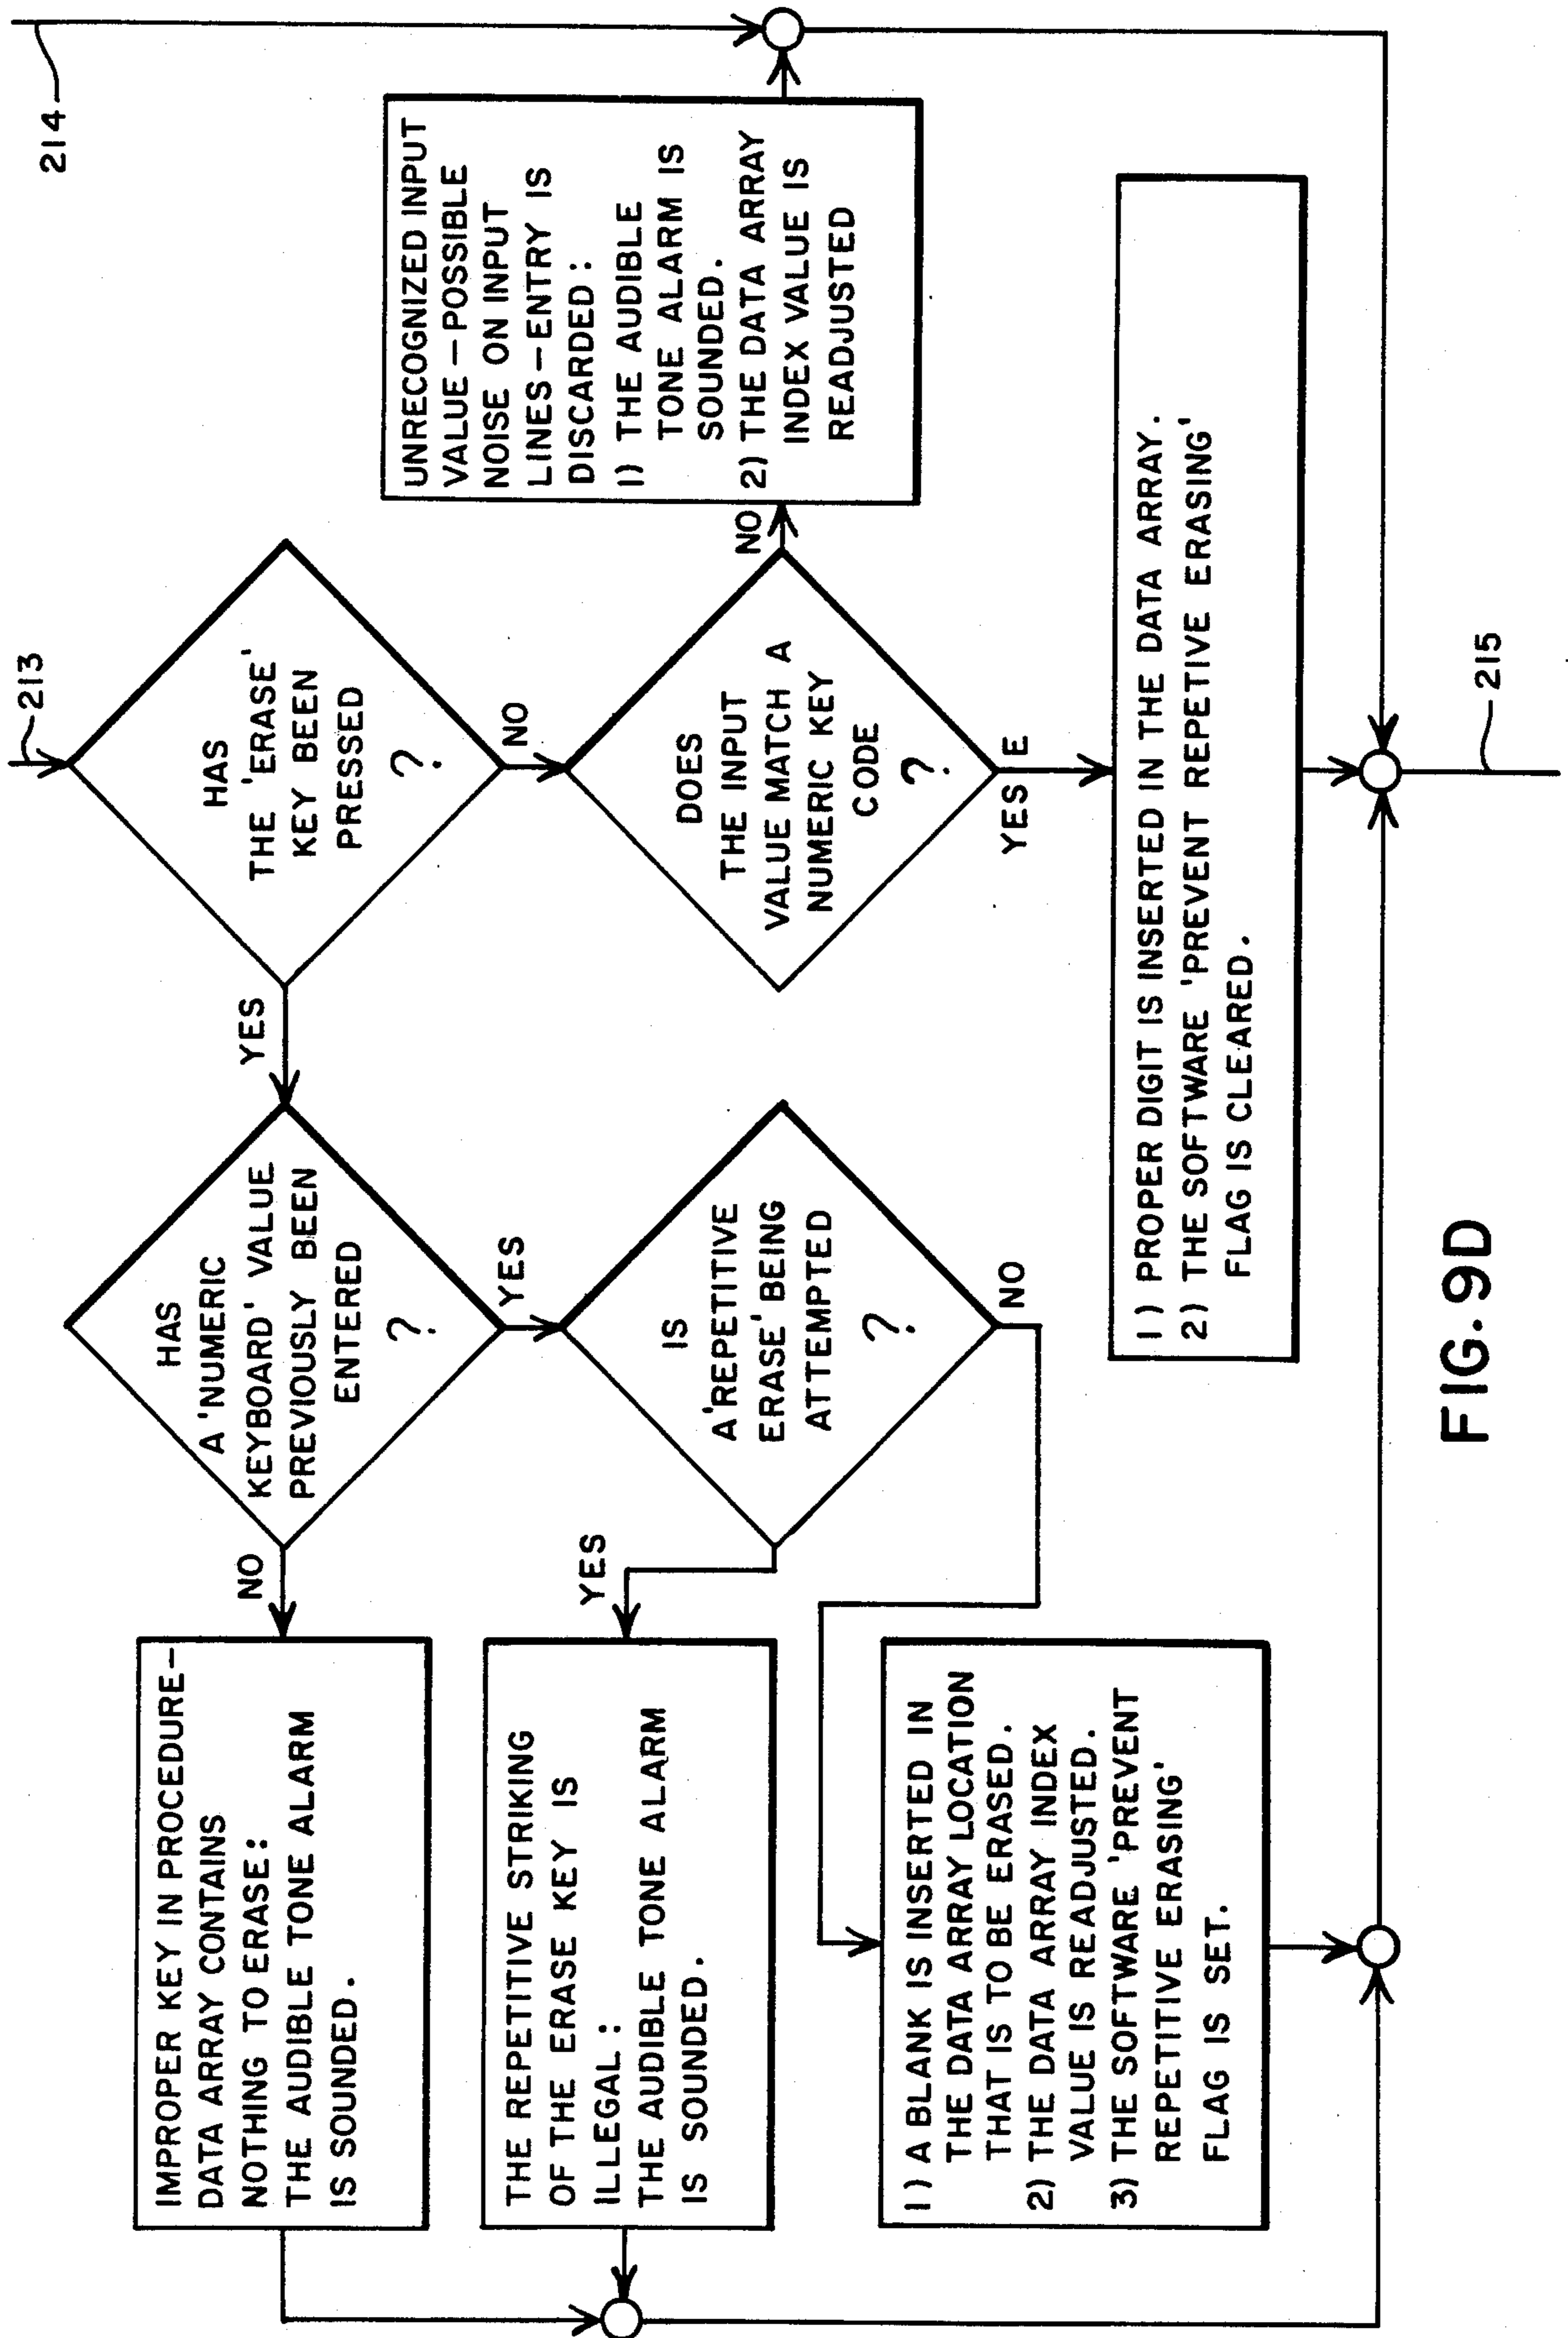 213
214
HAS
THE 'ERASE'
KEY BEEN
PRESSED
?
YES
NO
HAS
A 'NUMERIC
KEYBOARD' VALUE
PREVIOUSLY BEEN
ENTERED
?
NO
YES
IMPROPER KEY IN PROCEDURE—
DATA ARRAY CONTAINS
NOTHING TO ERASE:
THE AUDIBLE TONE ALARM
IS SOUNDED.
IS
A 'REPETITIVE
ERASE' BEING
ATTEMPTED
?
YES
NO
THE REPETITIVE STRIKING
OF THE ERASE KEY IS
ILLEGAL:
THE AUDIBLE TONE ALARM
IS SOUNDED.
1) A BLANK IS INSERTED IN
THE DATA ARRAY LOCATION
THAT IS TO BE ERASED.
2) THE DATA ARRAY INDEX
VALUE IS READJUSTED.
3) THE SOFTWARE 'PREVENT
REPETITIVE ERASING'
FLAG IS SET.
DOES
THE INPUT
VALUE MATCH A
NUMERIC KEY
CODE
?
NO
YES E
UNRECOGNIZED INPUT
VALUE—POSSIBLE
NOISE ON INPUT
LINES—ENTRY IS
DISCARDED:
1) THE AUDIBLE
TONE ALARM IS
SOUNDED.
2) THE DATA ARRAY
INDEX VALUE IS
READJUSTED
1) PROPER DIGIT IS INSERTED IN THE DATA ARRAY.
2) THE SOFTWARE 'PREVENT REPETIVE ERASING'
FLAG IS CLEARED.
215
FIG. 9D